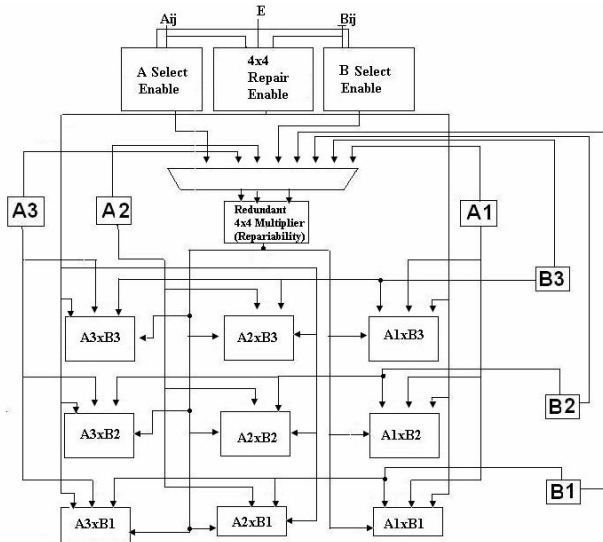 E
Aij
Bij
A Select
Enable
4x4
Repair
Enable
B Select
Enable
A3
A2
A1
Redundant
4x4 Multiplier
(Repariability)
B3
A3xB3
A2xB3
A1xB3
B2
A3xB2
A2xB2
A1xB2
B1
A3xB1
A2xB1
A1xB1